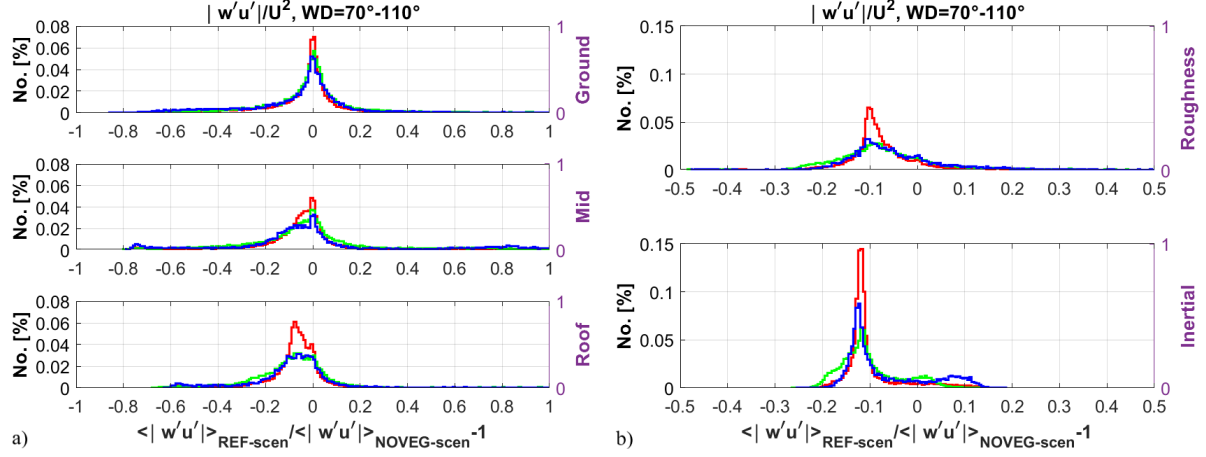 | w′u′|/U², WD=70°-110°
No. [%]
0.08
0.06
0.04
0.02
0
1
0
Ground
-1 -0.8 -0.6 -0.4 -0.2 0 0.2 0.4 0.6 0.8 1
No. [%]
0.08
0.06
0.04
0.02
0
1
0
Mid
-1 -0.8 -0.6 -0.4 -0.2 0 0.2 0.4 0.6 0.8 1
No. [%]
0.08
0.06
0.04
0.02
0
1
0
Roof
-1 -0.8 -0.6 -0.4 -0.2 0 0.2 0.4 0.6 0.8 1
a) <| w′u′|>REF-scen/<| w′u′|>NOVEG-scen-1
| w′u′|/U², WD=70°-110°
No. [%]
0.15
0.1
0.05
0
1
0
Roughness
-0.5 -0.4 -0.3 -0.2 -0.1 0 0.1 0.2 0.3 0.4 0.5
No. [%]
0.15
0.1
0.05
0
1
0
Inertial
-0.5 -0.4 -0.3 -0.2 -0.1 0 0.1 0.2 0.3 0.4 0.5
b) <| w′u′|>REF-scen/<| w′u′|>NOVEG-scen-1